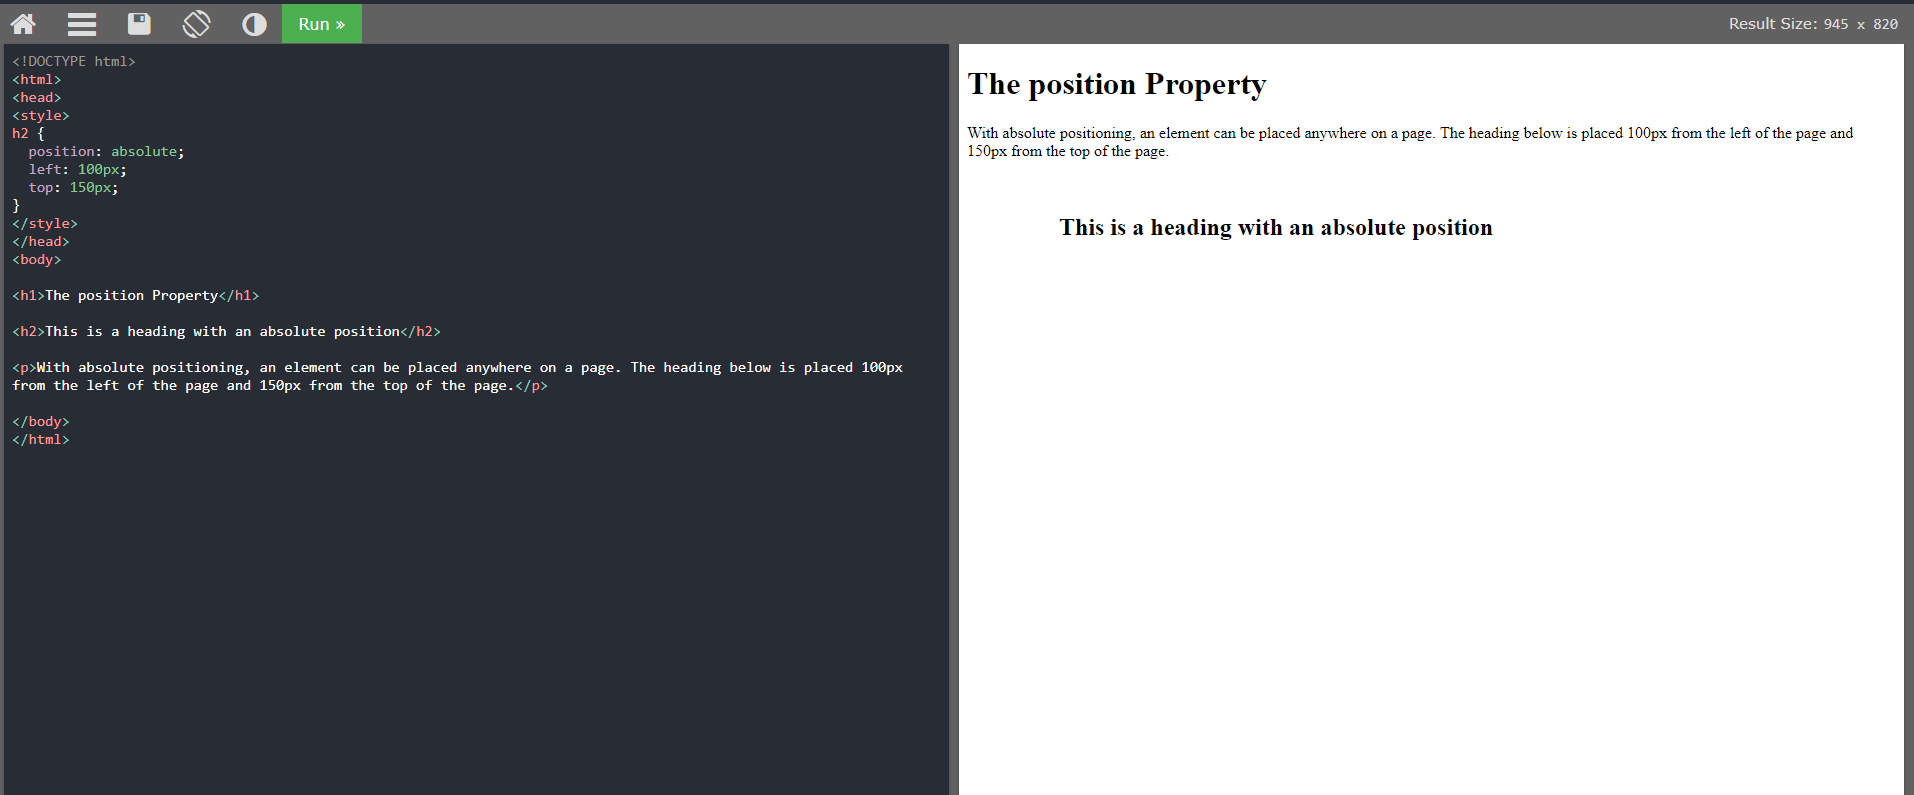 Run »
Result Size: 945 x 820
<!DOCTYPE html>
<html>
<head>
<style>
h2 {
  position: absolute;
  left: 100px;
  top: 150px;
}
</style>
</head>
<body>
<h1>The position Property</h1>
<h2>This is a heading with an absolute position</h2>
<p>With absolute positioning, an element can be placed anywhere on a page. The heading below is placed 100px
from the left of the page and 150px from the top of the page.</p>
</body>
</html>
The position Property
With absolute positioning, an element can be placed anywhere on a page. The heading below is placed 100px from the left of the page and
150px from the top of the page.
This is a heading with an absolute position